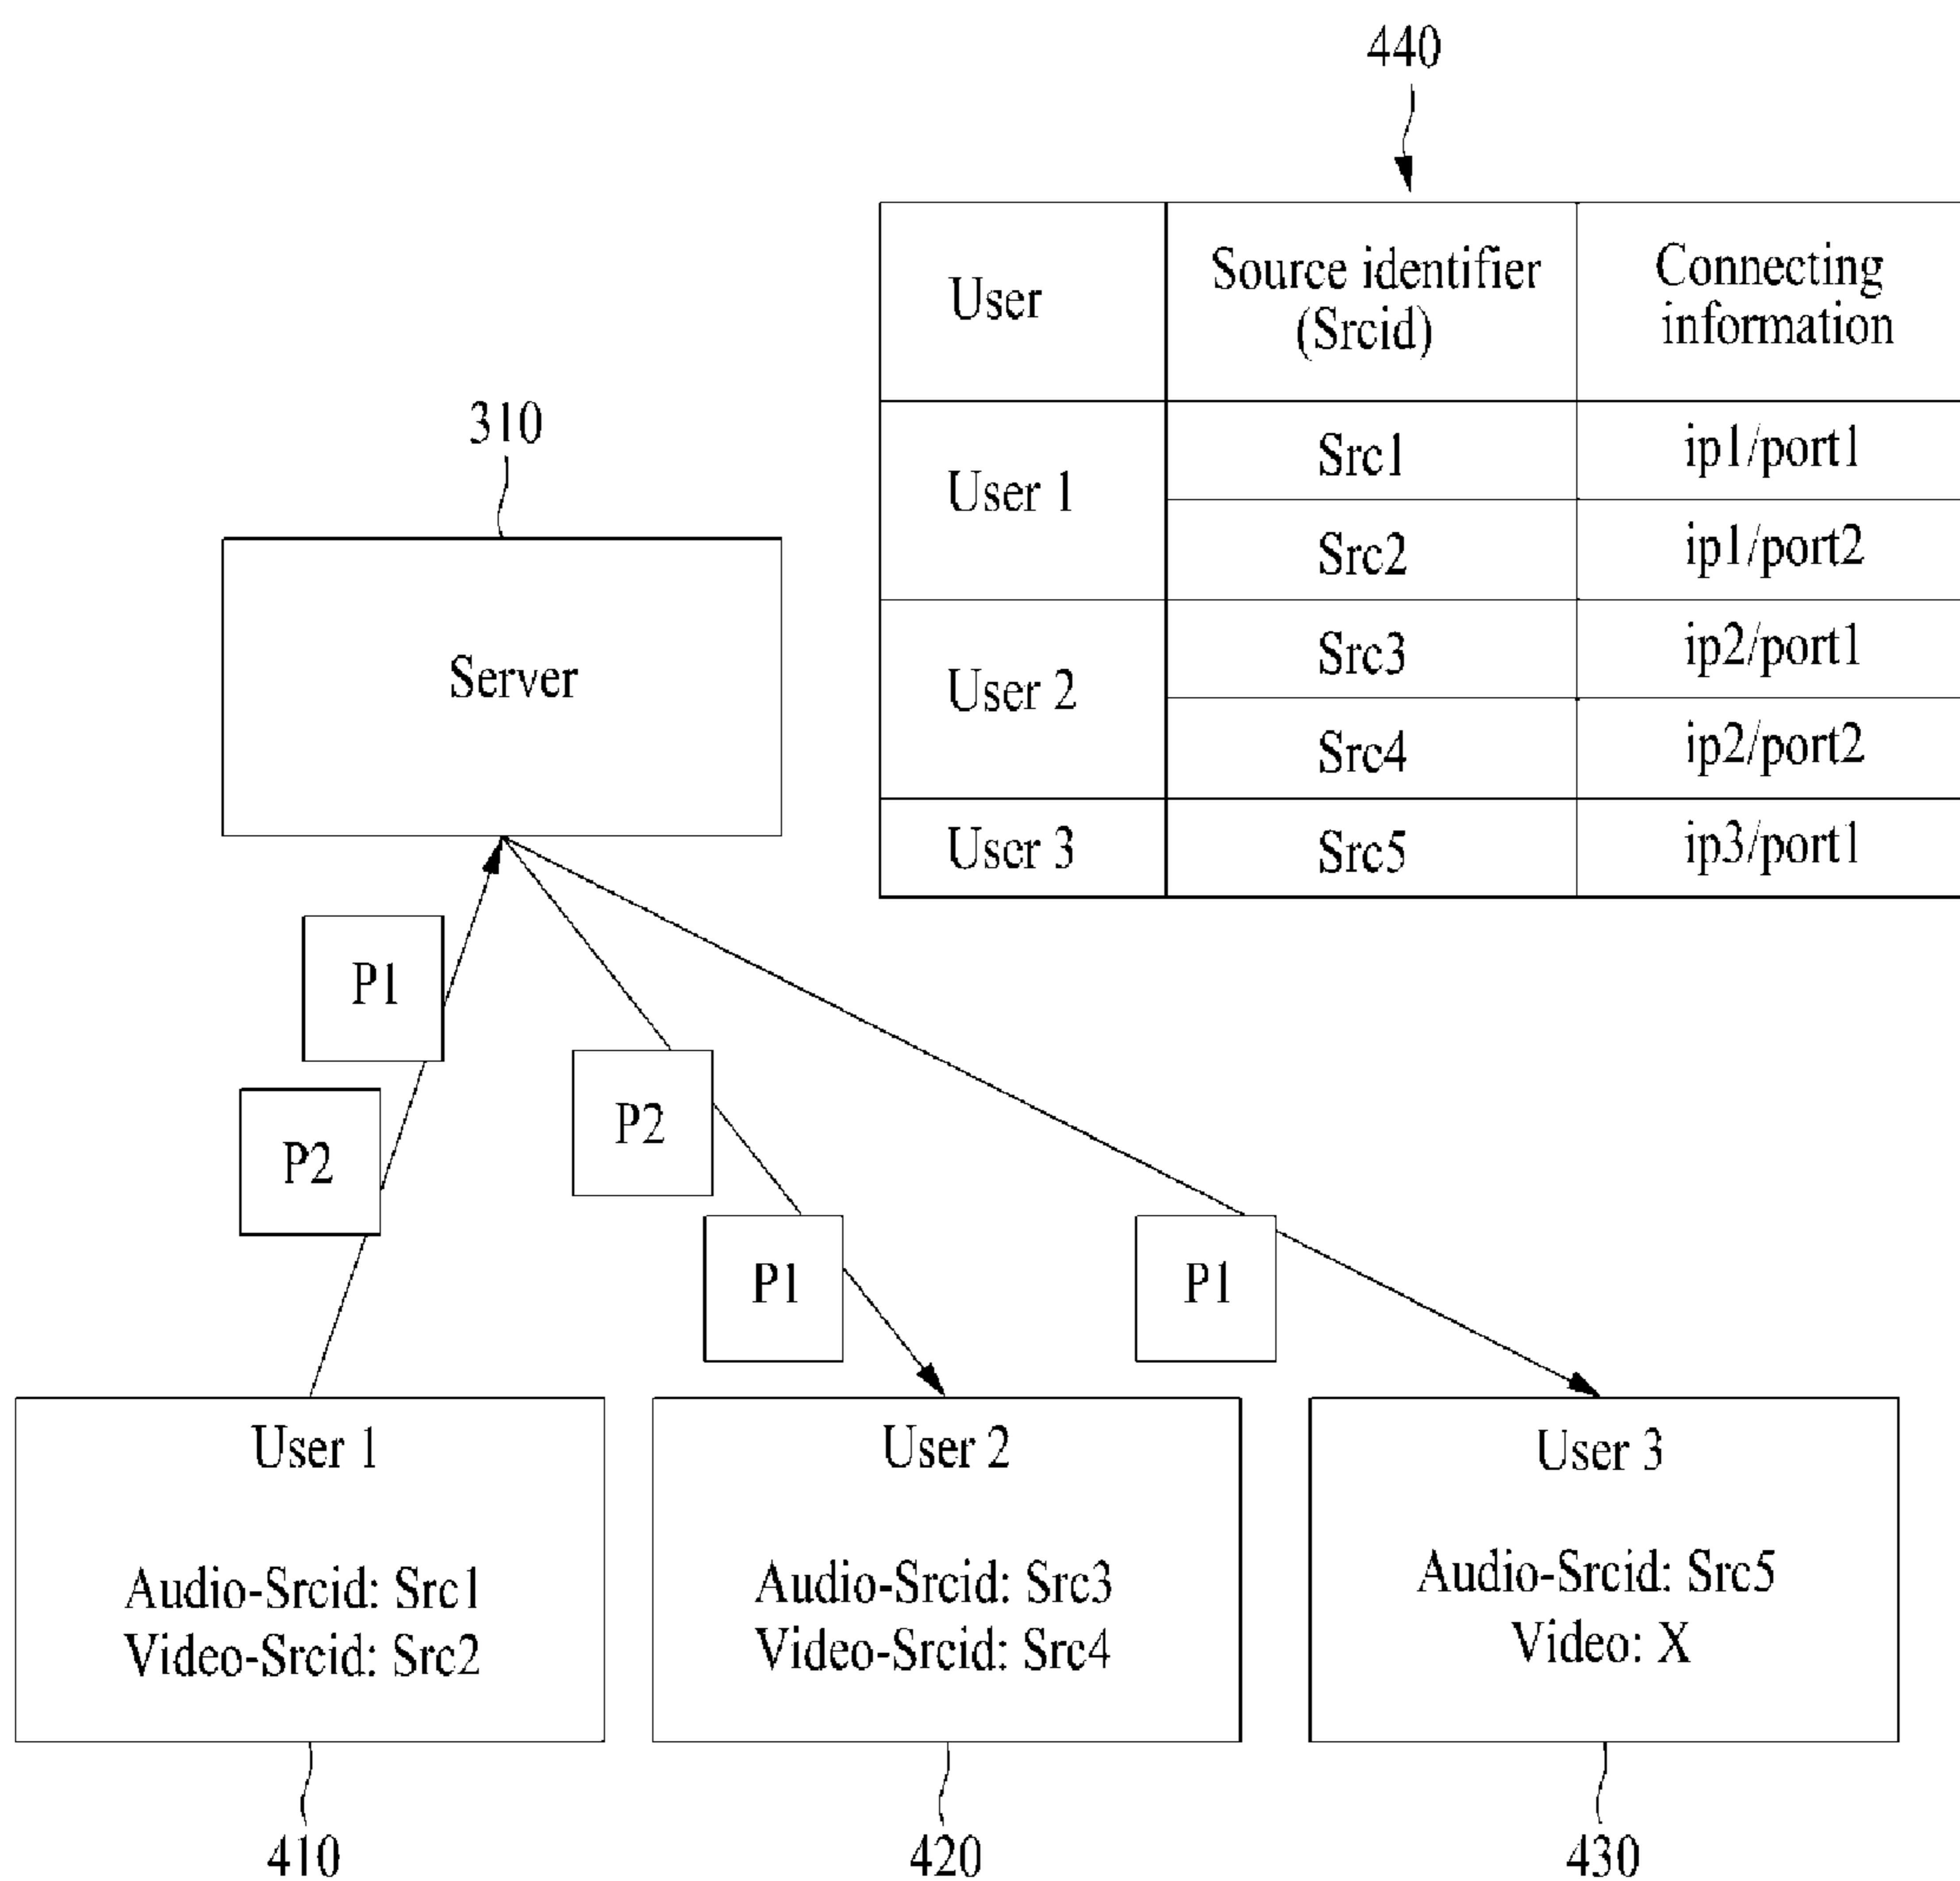 440
User
Source identifier
(Srcid)
Connecting
information
User 1
Src1
ip1/port1
Src2
ip1/port2
User 2
Src3
ip2/port1
Src4
ip2/port2
User 3
Src5
ip3/port1
310
Server
P1
P2
P2
P1
P1
User 1
Audio-Srcid: Src1
Video-Srcid: Src2
User 2
Audio-Srcid: Src3
Video-Srcid: Src4
User 3
Audio-Srcid: Src5
Video: X
410
420
430